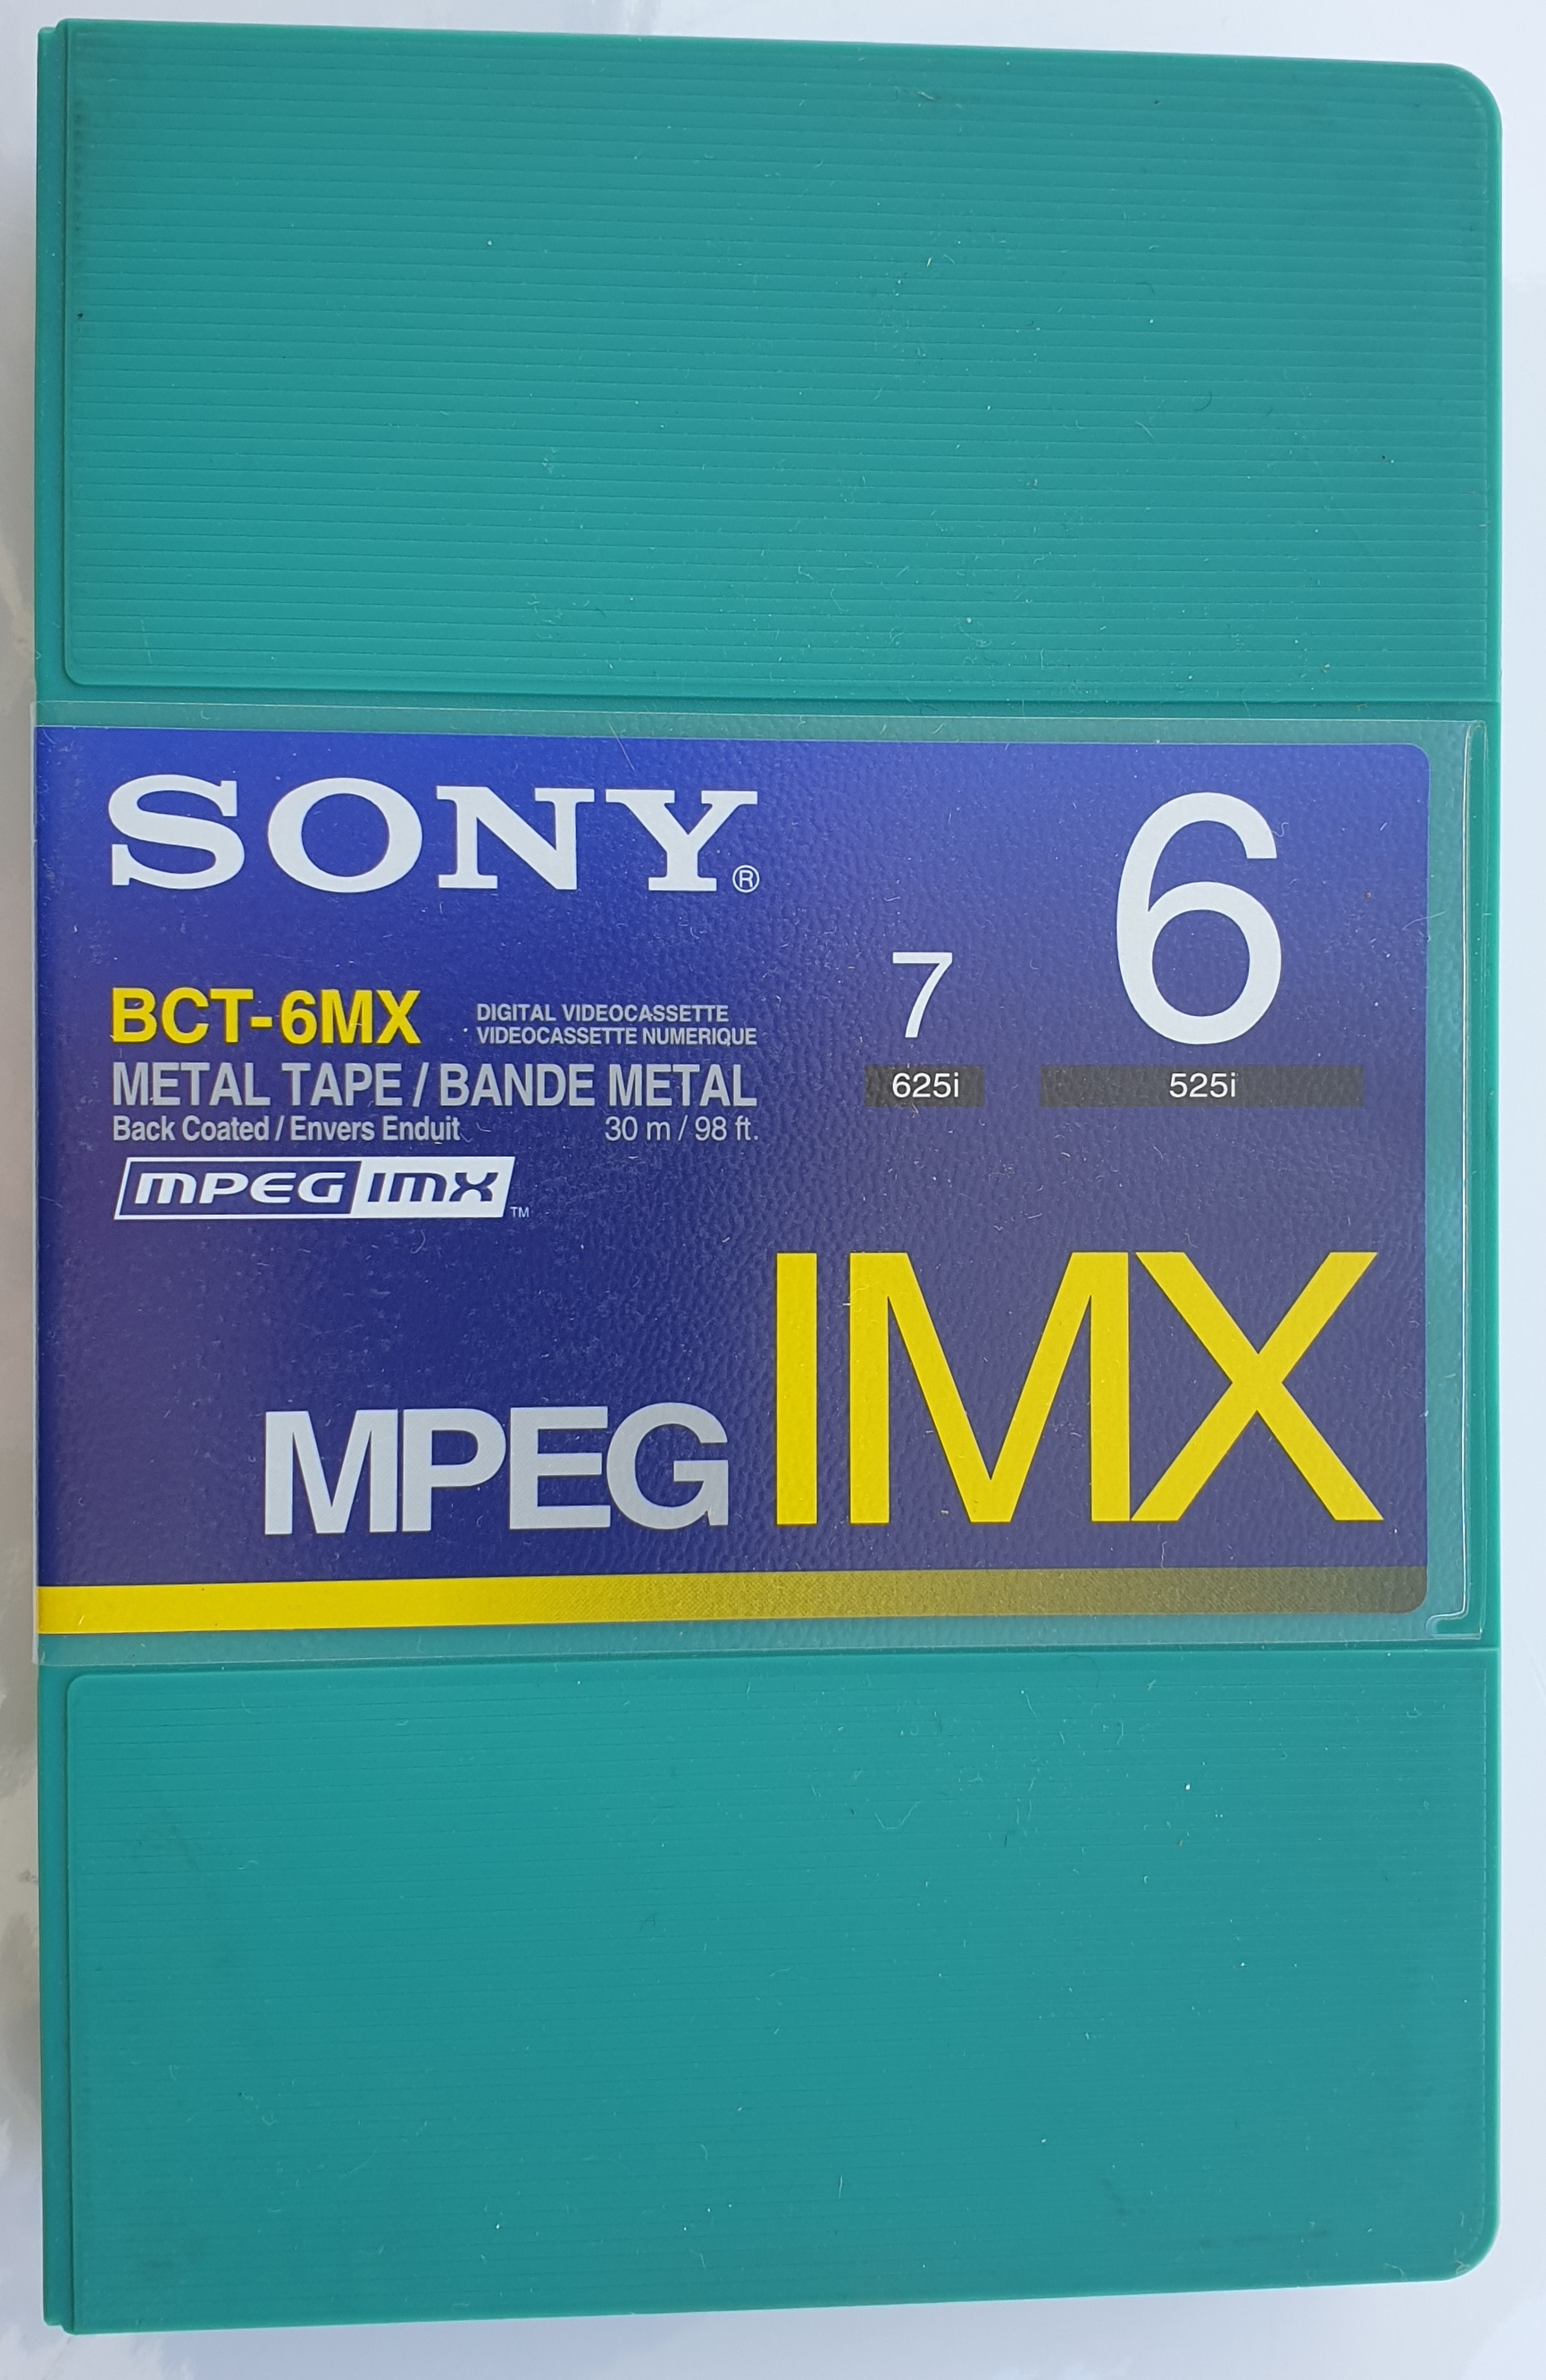 SONY®
7
6
BCT-6MX
DIGITAL VIDEOCASSETTE
VIDEOCASSETTE NUMERIQUE
625i
525i
METAL TAPE / BANDE METAL
Back Coated / Envers Enduit
30 m / 98 ft.
MPEG IMX™
MPEG IMX